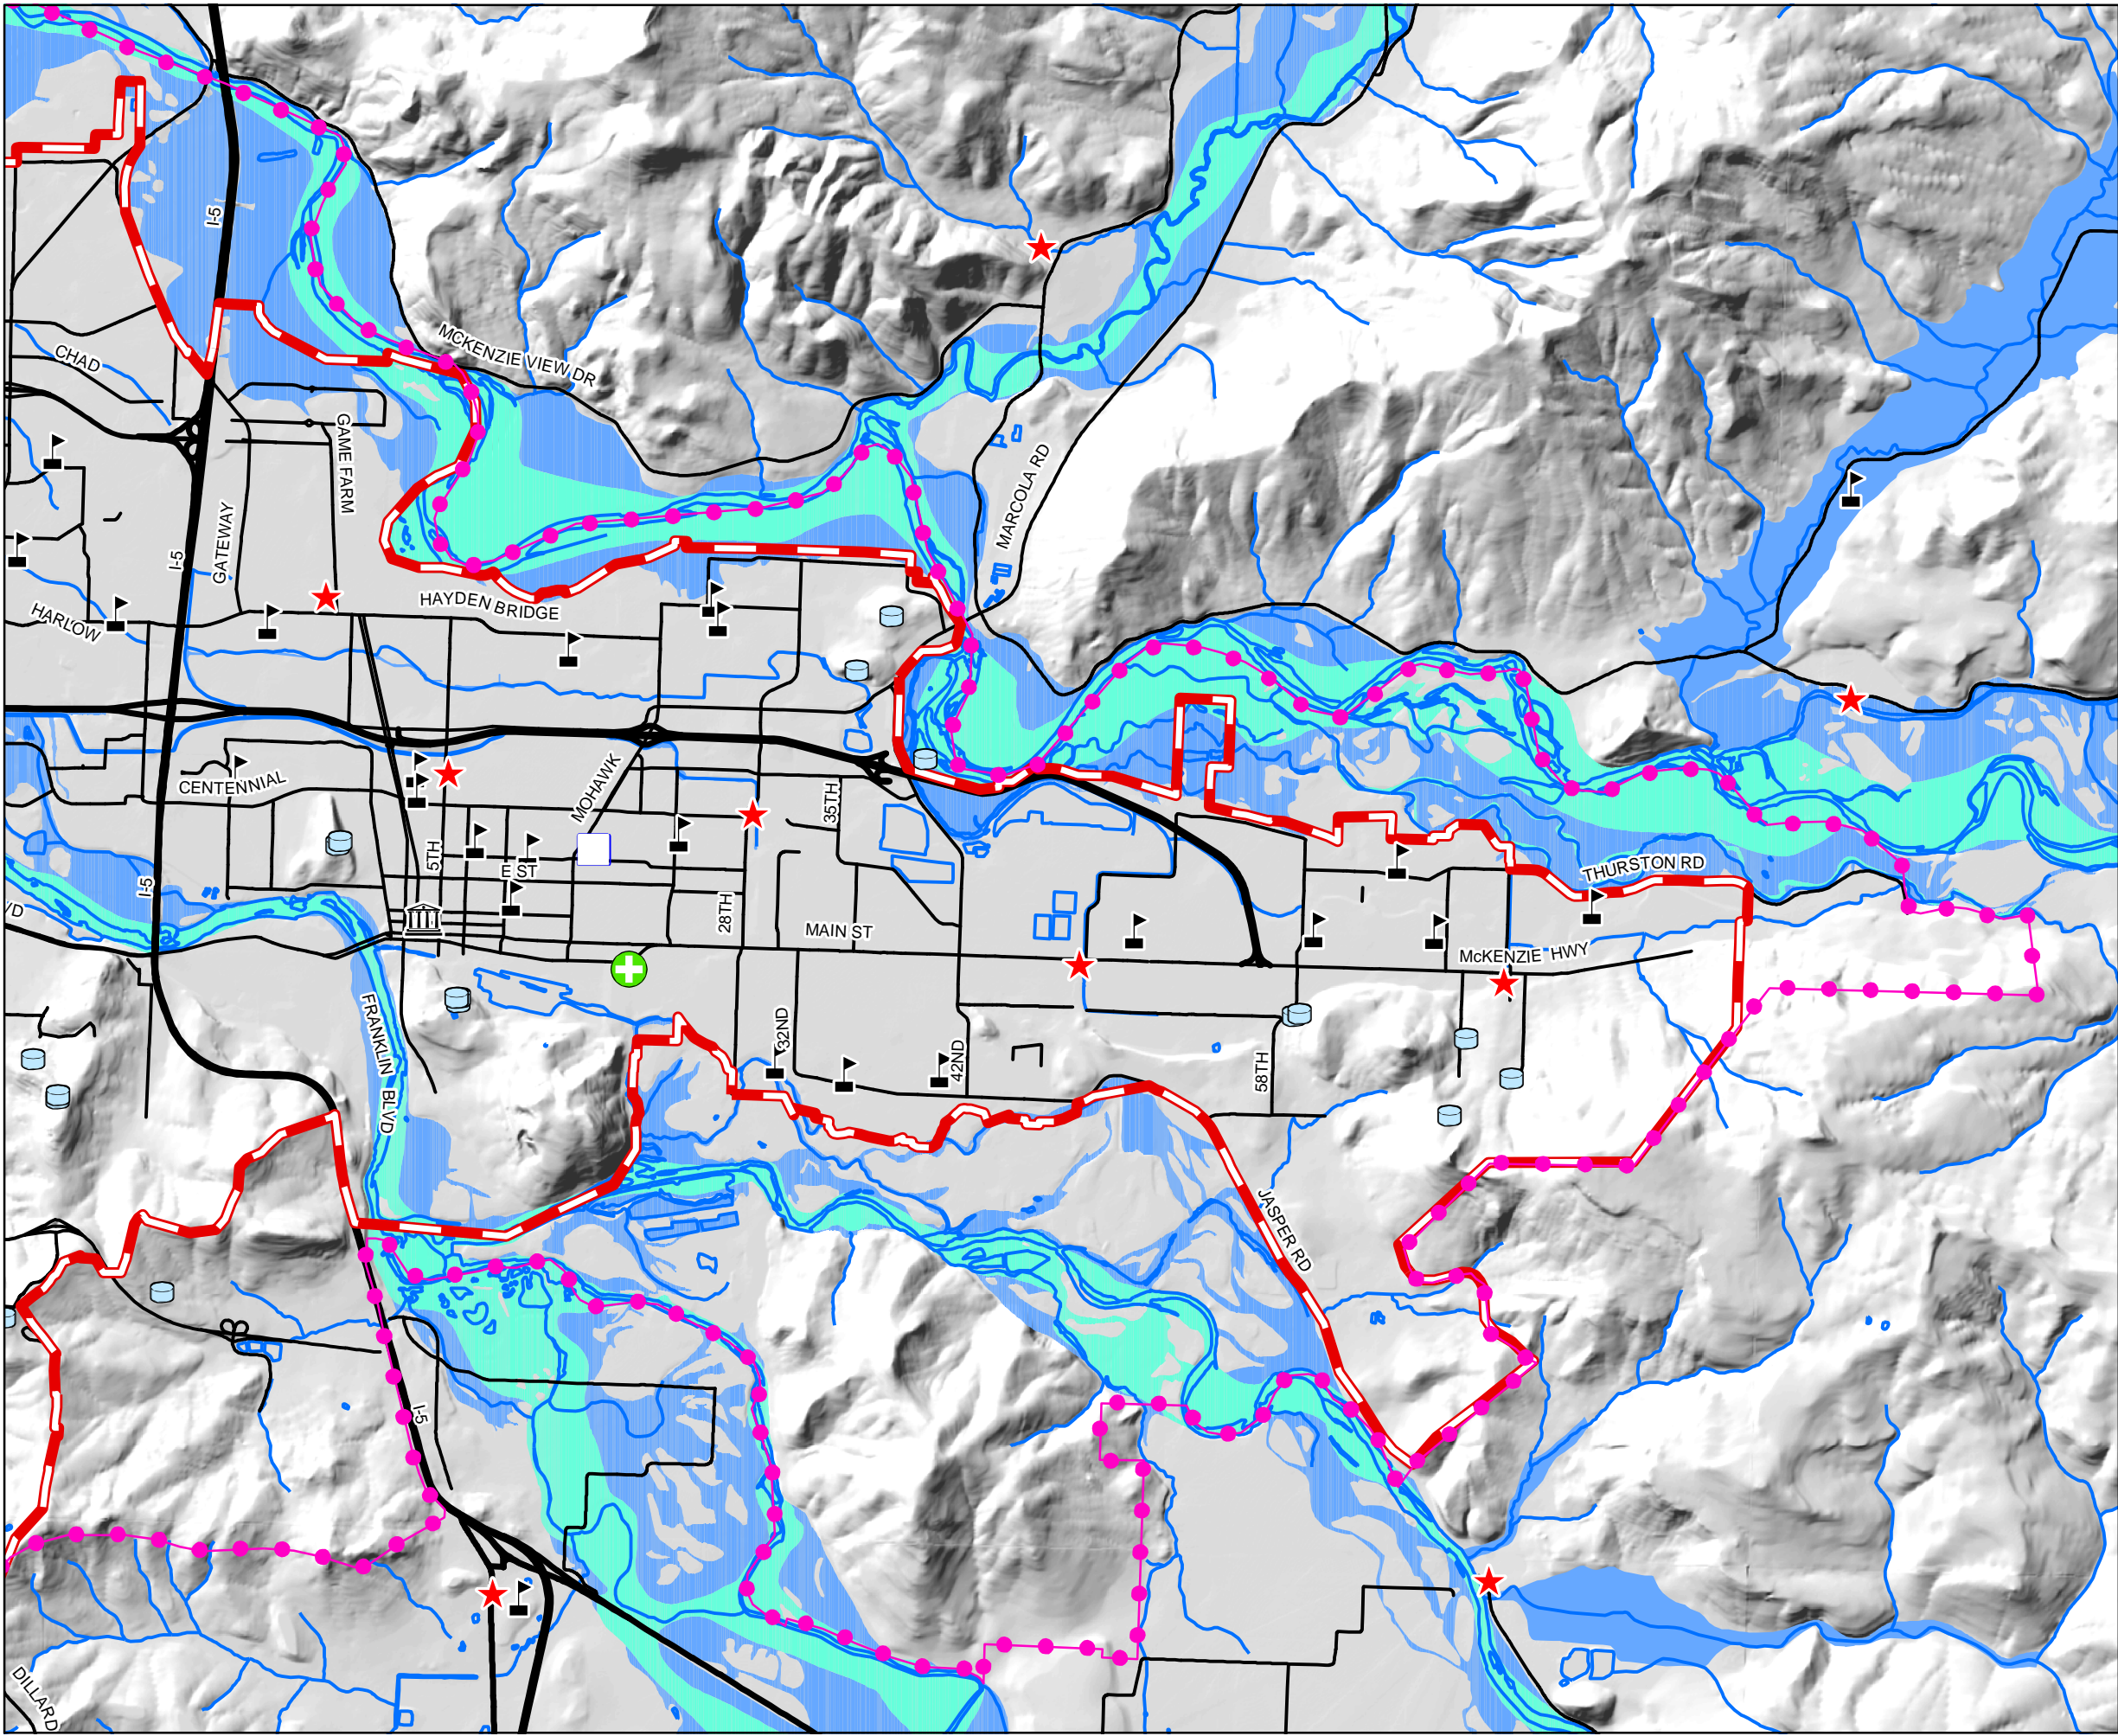 I-5
MCKENZIE VIEW DR
CHAD
GAME FARM
MARCOLA RD
GATEWAY
I-5
HAYDEN BRIDGE
HARLOW
CENTENNIAL
MOHAWK
35TH
5TH
E ST
THURSTON RD
I-5
28TH
VD
MAIN ST
McKENZIE HWY
FRANKLIN BLVD
32ND
42ND
58TH
JASPER RD
I-5
DILLARD